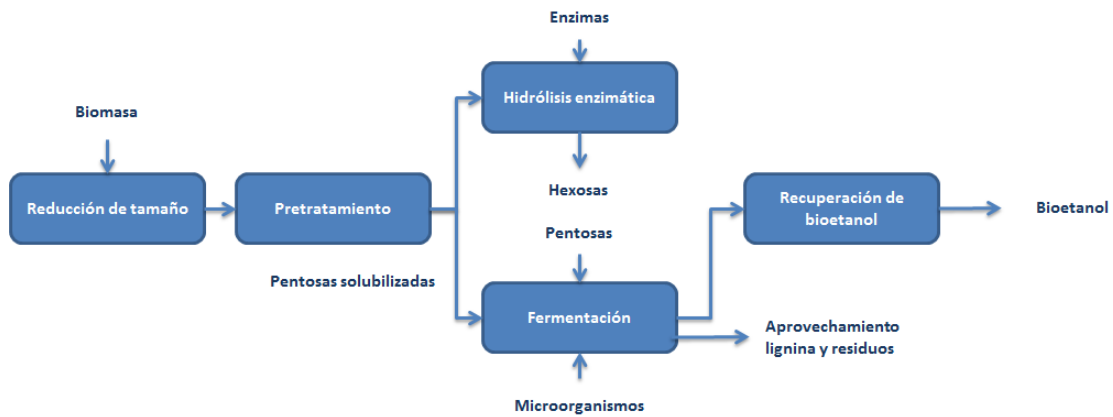 Enzimas
Hidrólisis enzimática
Biomasa
Reducción de tamaño
Pretratamiento
Hexosas
Pentosas
Recuperación de
bioetanol
Bioetanol
Pentosas solubilizadas
Fermentación
Aprovechamiento
lignina y residuos
Microorganismos